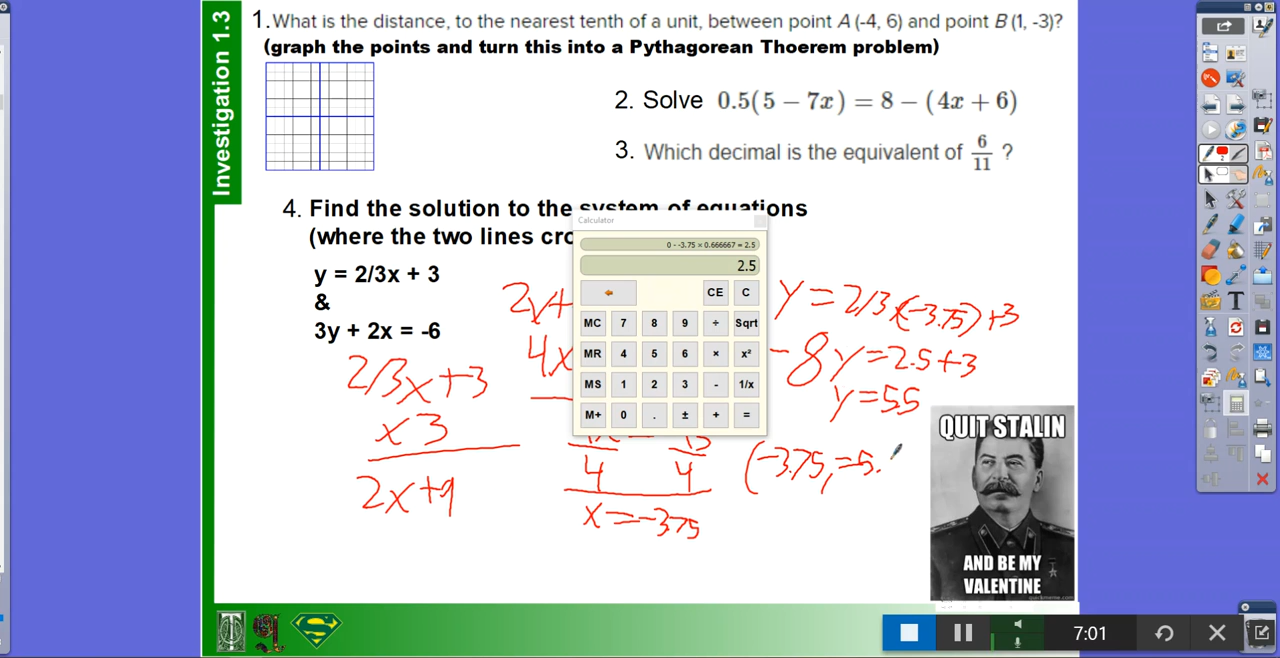 Investigation 1.3
1. What is the distance, to the nearest tenth of a unit, between point A (-4, 6) and point B (1, -3)?
(graph the points and turn this into a Pythagorean Thoerem problem)
2. Solve 0.5(5 − 7x) = 8 − (4x + 6)
3. Which decimal is the equivalent of 6/11 ?
4. Find the solution to the system of equations
(where the two lines cro
y = 2/3x + 3
&
3y + 2x = -6
2/3x+3
x 3
2x+9
2x+
4x
4
4
x=-3.75
Calculator
0 - -3.75 × 0.666667 = 2.5
2.5
CE C
MC 7 8 9 ÷ Sqrt
MR 4 5 6 × x²
MS 1 2 3 - 1/x
M+ 0 . ± + =
y=2/3x(-3.75)+3
-8 y=2.5+3
y=5.5
(-3.75,=5.
QUIT STALIN
AND BE MY
VALENTINE
7:01